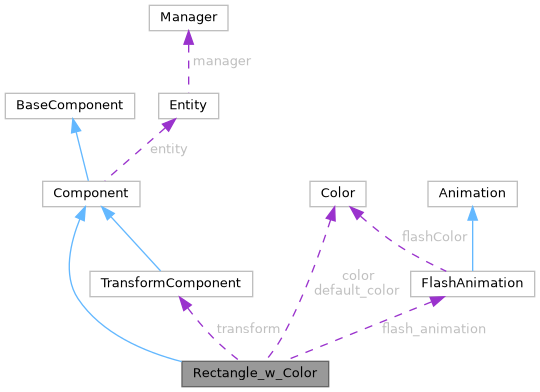 Manager
manager
BaseComponent
Entity
entity
Component
Color
Animation
flashColor
TransformComponent
color
default_color
FlashAnimation
transform
flash_animation
Rectangle_w_Color